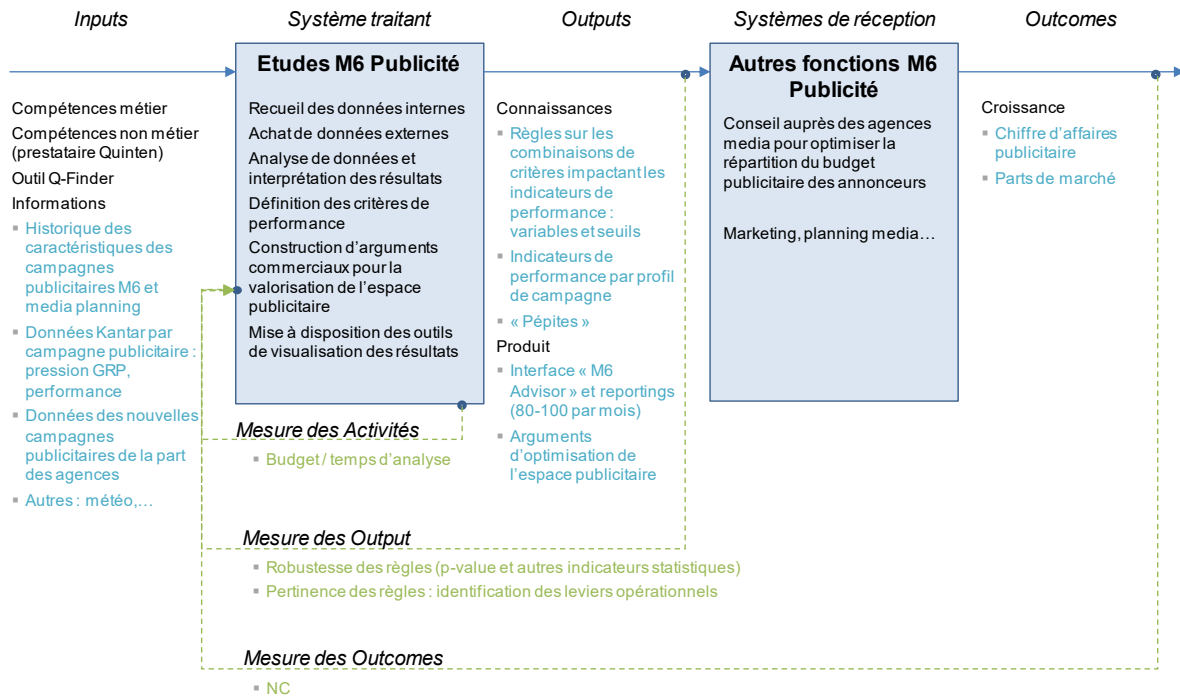 Inputs
Système traitant
Outputs
Systèmes de réception
Outcomes
Compétences métier
Compétences non métier
(prestataire Quinten)
Outil Q-Finder
Informations
Historique des
caractéristiques des
campagnes
publicitaires M6 et
media planning
Données Kantar par
campagne publicitaire :
pression GRP,
performance
Données des nouvelles
campagnes
publicitaires de la part
des agences
Autres : météo,…
Etudes M6 Publicité
Recueil des données internes
Achat de données externes
Analyse de données et
interprétation des résultats
Définition des critères de
performance
Construction d’arguments
commerciaux pour la
valorisation de l’espace
publicitaire
Mise à disposition des outils
de visualisation des résultats
Connaissances
Règles sur les
combinaisons de
critères impactant les
indicateurs de
performance :
variables et seuils
Indicateurs de
performance par profil
de campagne
« Pépites »
Produit
Interface « M6
Advisor » et reportings
(80-100 par mois)
Arguments
d’optimisation de
l’espace publicitaire
Autres fonctions M6
Publicité
Conseil auprès des agences
media pour optimiser la
répartition du budget
publicitaire des annonceurs
Marketing, planning media…
Croissance
Chiffre d’affaires
publicitaire
Parts de marché
Mesure des Activités
Budget / temps d’analyse
Mesure des Output
Robustesse des règles (p-value et autres indicateurs statistiques)
Pertinence des règles : identification des leviers opérationnels
Mesure des Outcomes
NC